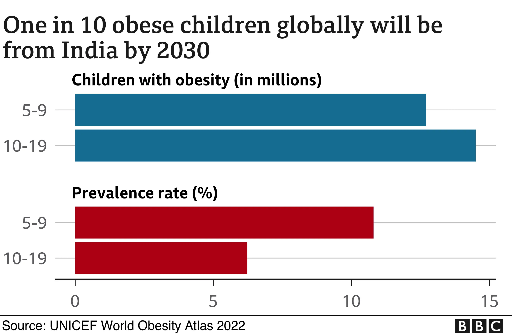 One in 10 obese children globally will be
from India by 2030
Children with obesity (in millions)
5-9
10-19
Prevalence rate (%)
5-9
10-19
0 5 10 15
Source: UNICEF World Obesity Atlas 2022 BBC